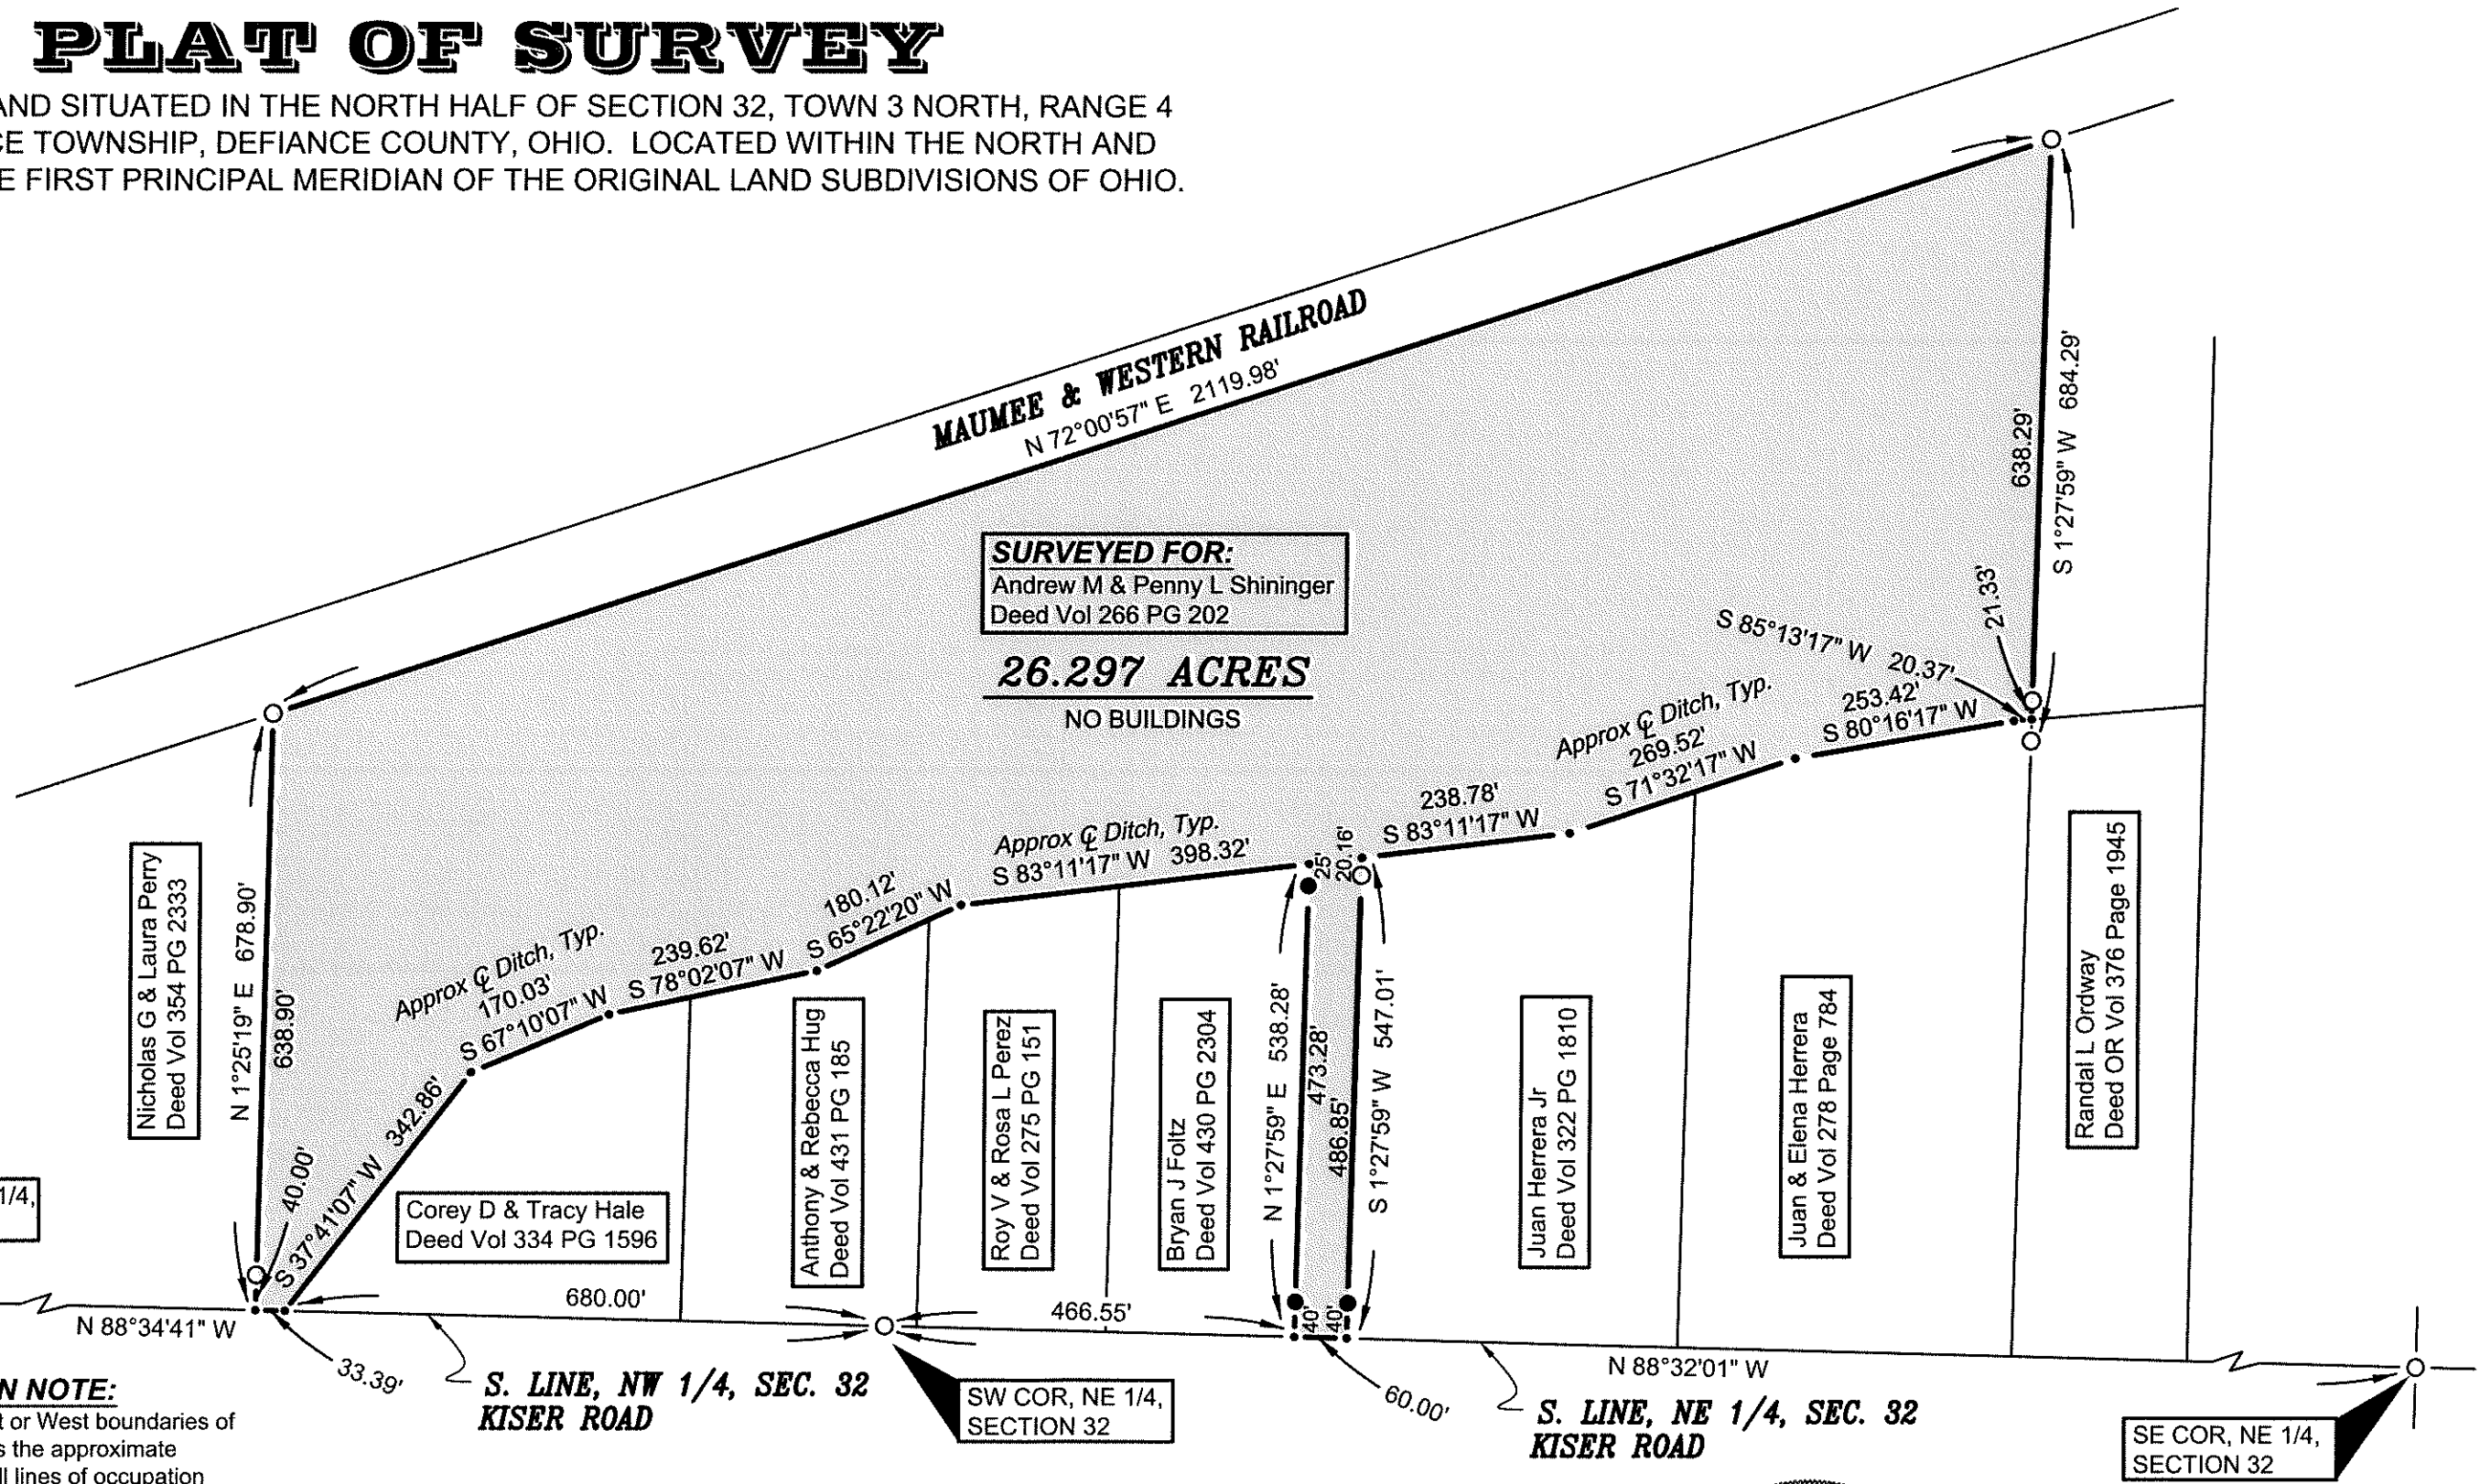 PLAT OF SURVEY
AND SITUATED IN THE NORTH HALF OF SECTION 32, TOWN 3 NORTH, RANGE 4
CE TOWNSHIP, DEFIANCE COUNTY, OHIO. LOCATED WITHIN THE NORTH AND
E FIRST PRINCIPAL MERIDIAN OF THE ORIGINAL LAND SUBDIVISIONS OF OHIO.
MAUMEE & WESTERN RAILROAD
N 72°00'57" E 2119.98'
S 1°27'59" W 684.29'
638.29'
21.33'
SURVEYED FOR:
Andrew M & Penny L Shininger
Deed Vol 266 PG 202
26.297 ACRES
NO BUILDINGS
S 85°13'17" W 20.37'
253.42'
S 80°16'17" W
Approx ℄ Ditch, Typ.
269.52'
S 71°32'17" W
238.78'
S 83°11'17" W
25'
20.16'
Approx ℄ Ditch, Typ.
S 83°11'17" W 398.32'
180.12'
S 65°22'20" W
239.62'
S 78°02'07" W
Approx ℄ Ditch, Typ.
170.03'
S 67°10'07" W
S 37°41'07" W 342.86'
40.00'
Nicholas G & Laura Perry
Deed Vol 354 PG 2333
N 1°25'19" E 678.90'
638.90'
Corey D & Tracy Hale
Deed Vol 334 PG 1596
Anthony & Rebecca Hug
Deed Vol 431 PG 185
Roy V & Rosa L Perez
Deed Vol 275 PG 151
Bryan J Foltz
Deed Vol 430 PG 2304
N 1°27'59" E 538.28'
473.28'
486.85'
S 1°27'59" W 547.01'
Juan Herrera Jr
Deed Vol 322 PG 1810
Juan & Elena Herrera
Deed Vol 278 Page 784
Randal L Ordway
Deed OR Vol 376 Page 1945
1/4,
680.00'
466.55'
40'
40'
N 88°34'41" W
33.39'
S. LINE, NW 1/4, SEC. 32
KISER ROAD
SW COR, NE 1/4,
SECTION 32
60.00'
N 88°32'01" W
S. LINE, NE 1/4, SEC. 32
KISER ROAD
SE COR, NE 1/4,
SECTION 32
N NOTE:
t or West boundaries of
s the approximate
ll lines of occupation